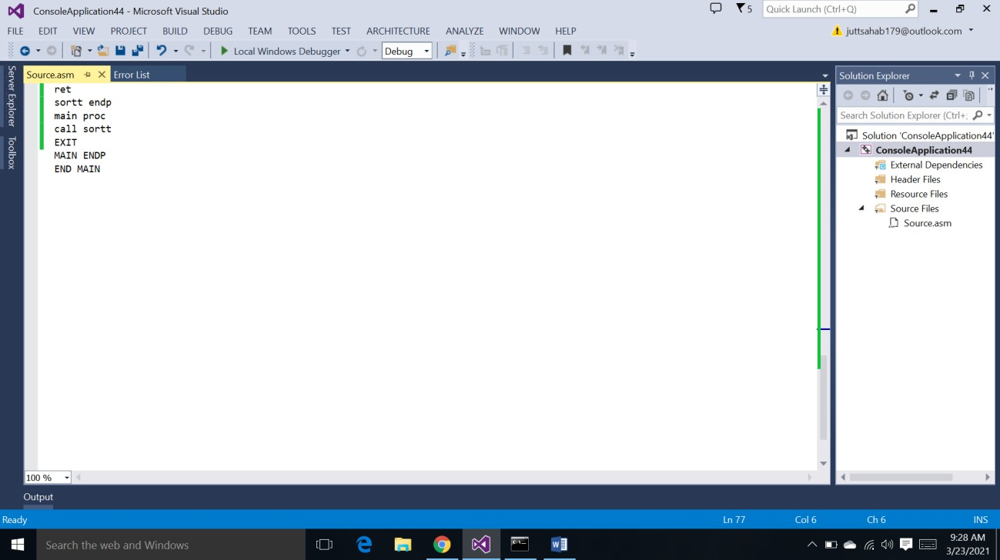 ConsoleApplication44 - Microsoft Visual Studio
5
Quick Launch (Ctrl+Q)
FILE EDIT VIEW PROJECT BUILD DEBUG TEAM TOOLS TEST ARCHITECTURE ANALYZE WINDOW HELP
juttsahab179@outlook.com
Local Windows Debugger
Debug
Server Explorer
Toolbox
Source.asm
Error List
ret
sortt endp
main proc
call sortt
EXIT
MAIN ENDP
END MAIN
100 %
Solution Explorer
Search Solution Explorer (Ctrl+;
Solution 'ConsoleApplication44'
ConsoleApplication44
External Dependencies
Header Files
Resource Files
Source Files
Source.asm
Output
Ready
Ln 77 Col 6 Ch 6 INS
Search the web and Windows
9:28 AM
3/23/2021